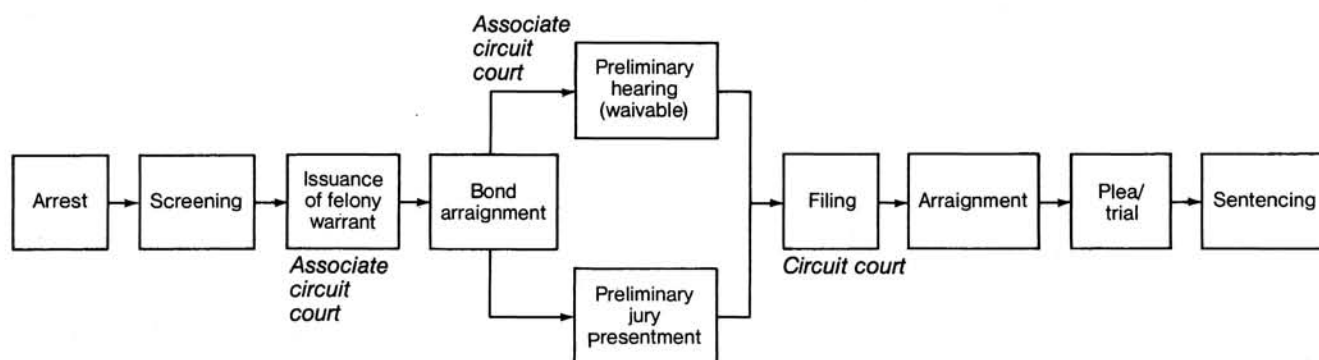 Associate
circuit
court
Preliminary
hearing
(waivable)
Arrest
Screening
Issuance
of felony
warrant
Bond
arraignment
Filing
Arraignment
Plea/
trial
Sentencing
Associate
circuit
court
Circuit court
Preliminary
jury
presentment